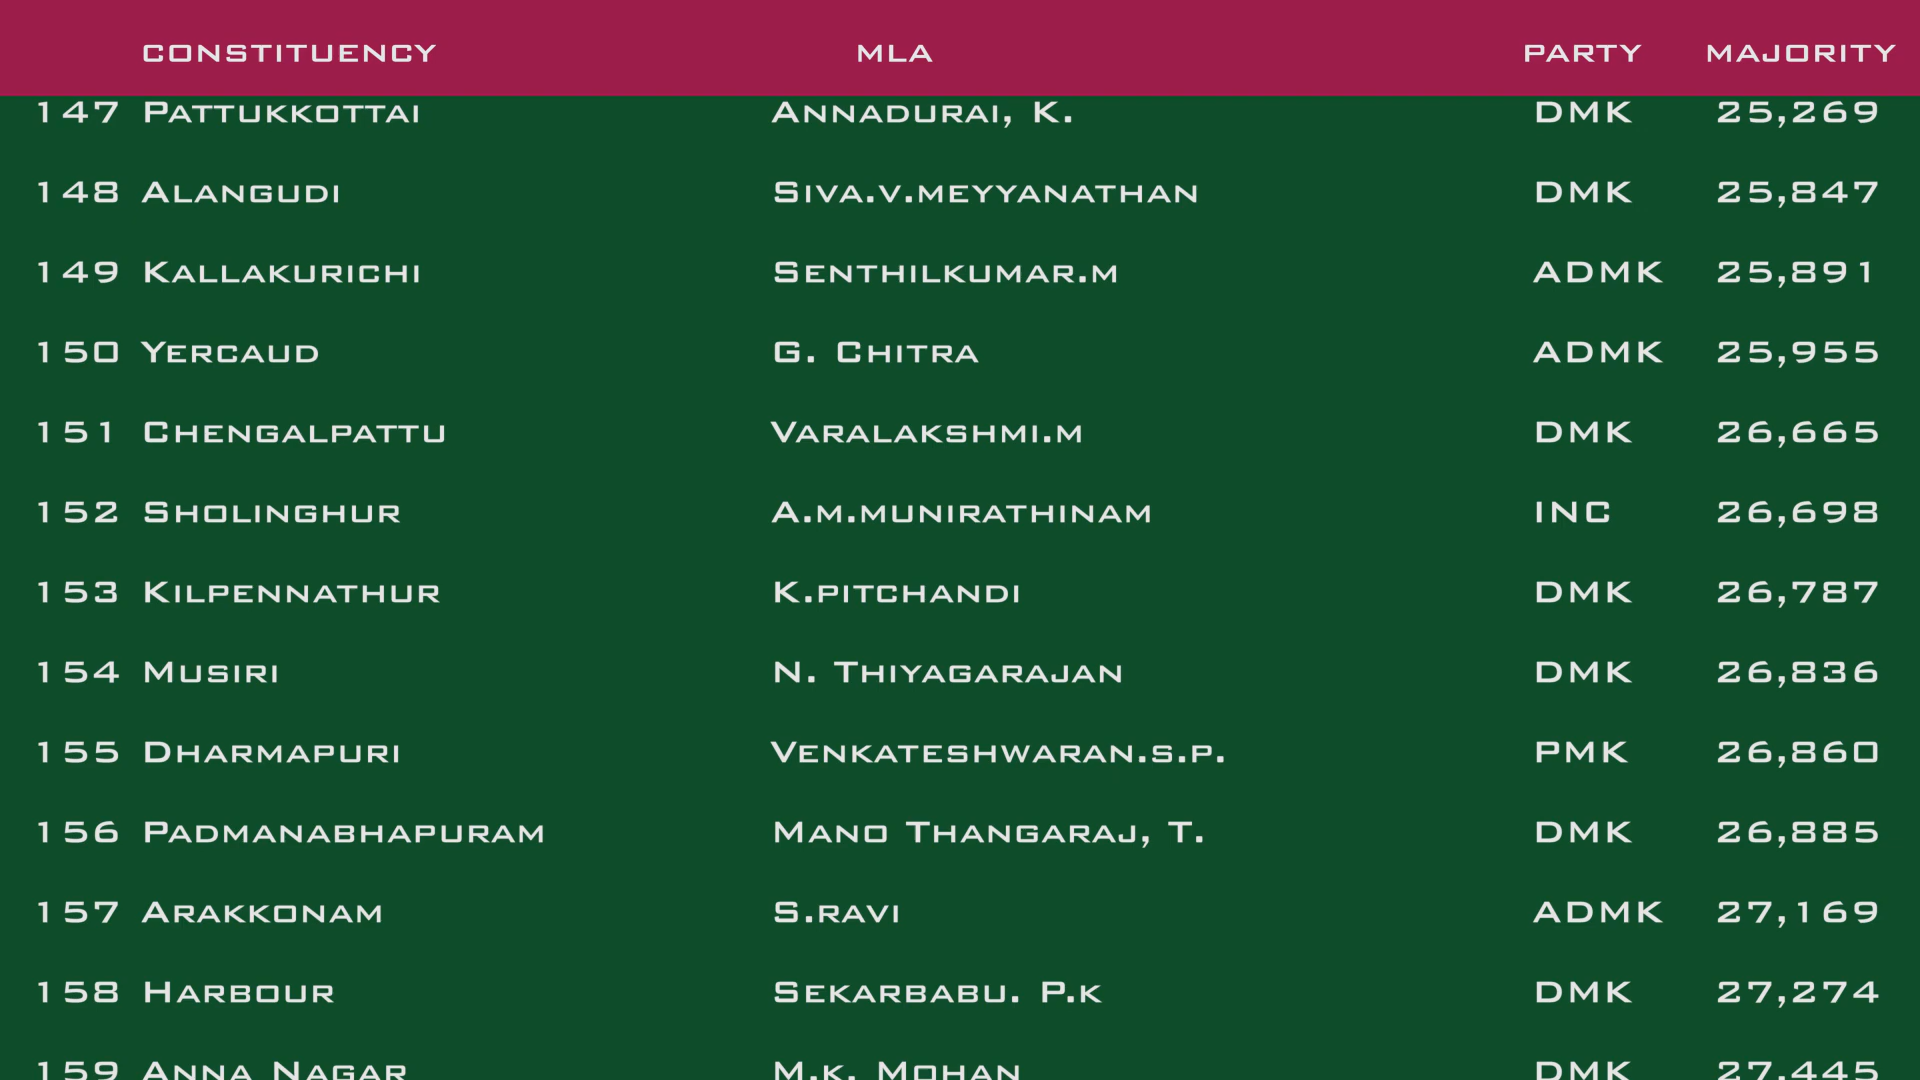 CONSTITUENCY MLA PARTY MAJORITY
147 Pattukkottai Annadurai, K. DMK 25,269
148 Alangudi Siva.v.meyyanathan DMK 25,847
149 Kallakurichi Senthilkumar.m ADMK 25,891
150 Yercaud G. Chitra ADMK 25,955
151 Chengalpattu Varalakshmi.m DMK 26,665
152 Sholinghur A.m.munirathinam INC 26,698
153 Kilpennathur K.pitchandi DMK 26,787
154 Musiri N. Thiyagarajan DMK 26,836
155 Dharmapuri Venkateshwaran.s.p. PMK 26,860
156 Padmanabhapuram Mano Thangaraj, T. DMK 26,885
157 Arakkonam S.ravi ADMK 27,169
158 Harbour Sekarbabu. P.k DMK 27,274
159 Anna Nagar M.k. Mohan DMK 27,445